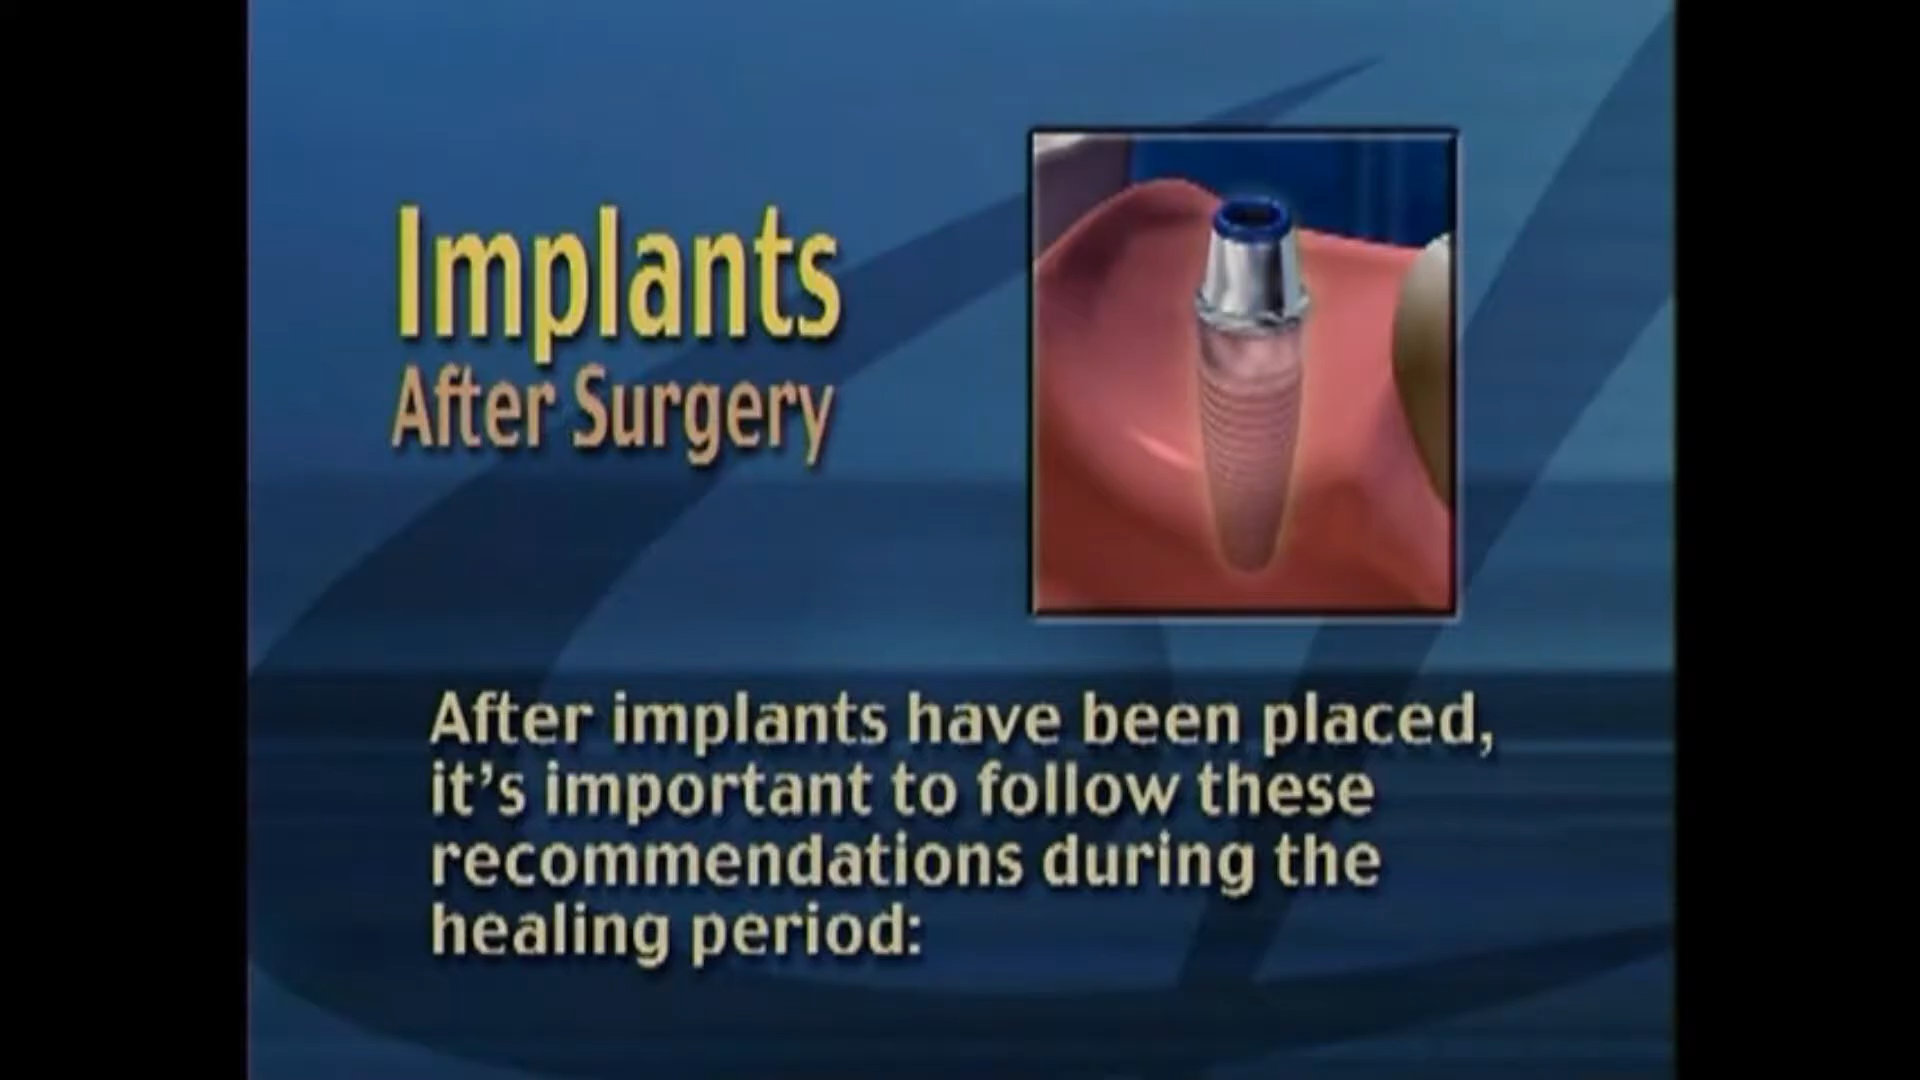 Implants
After Surgery
After implants have been placed,
it’s important to follow these
recommendations during the
healing period: